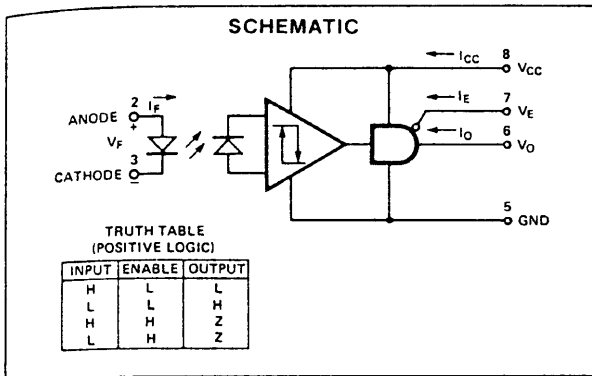 SCHEMATIC
I_CC 8
V_CC
I_E 7
V_E
I_O 6
V_O
5
GND
2 I_F
ANODE
+
V_F
3
CATHODE
–
TRUTH TABLE
(POSITIVE LOGIC)
INPUT ENABLE OUTPUT
H L L
L L H
H H Z
L H Z